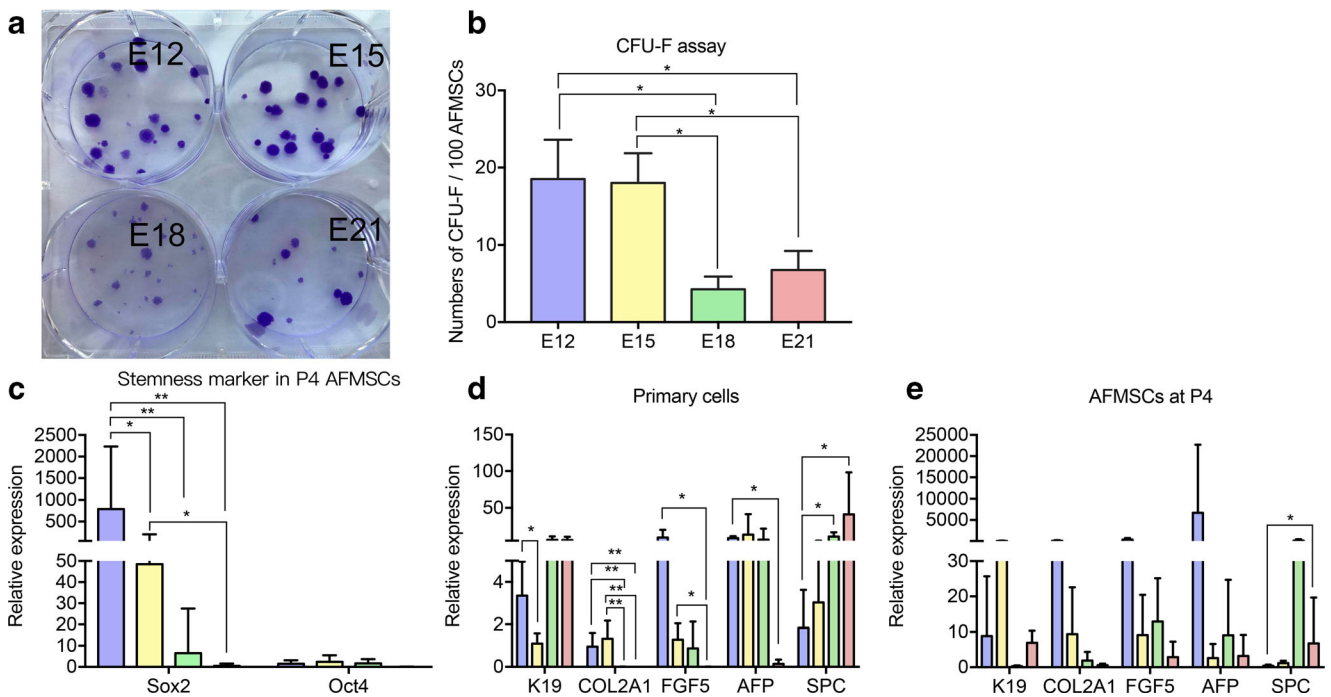 a
E12
E15
E18
E21
b
CFU-F assay
Numbers of CFU-F / 100 AFMSCs
30
20
10
0
*
*
*
*
E12 E15 E18 E21
c
Stemness marker in P4 AFMSCs
Relative expression
2500
2000
1500
1000
500
50
40
30
20
10
0
**
**
*
*
Sox2 Oct4
d
Primary cells
Relative expression
150
100
50
4
2
0
*
**
**
**
**
*
*
*
*
*
K19 COL2A1 FGF5 AFP SPC
e
AFMSCs at P4
Relative expression
25000
20000
15000
10000
5000
30
20
10
0
*
K19 COL2A1 FGF5 AFP SPC